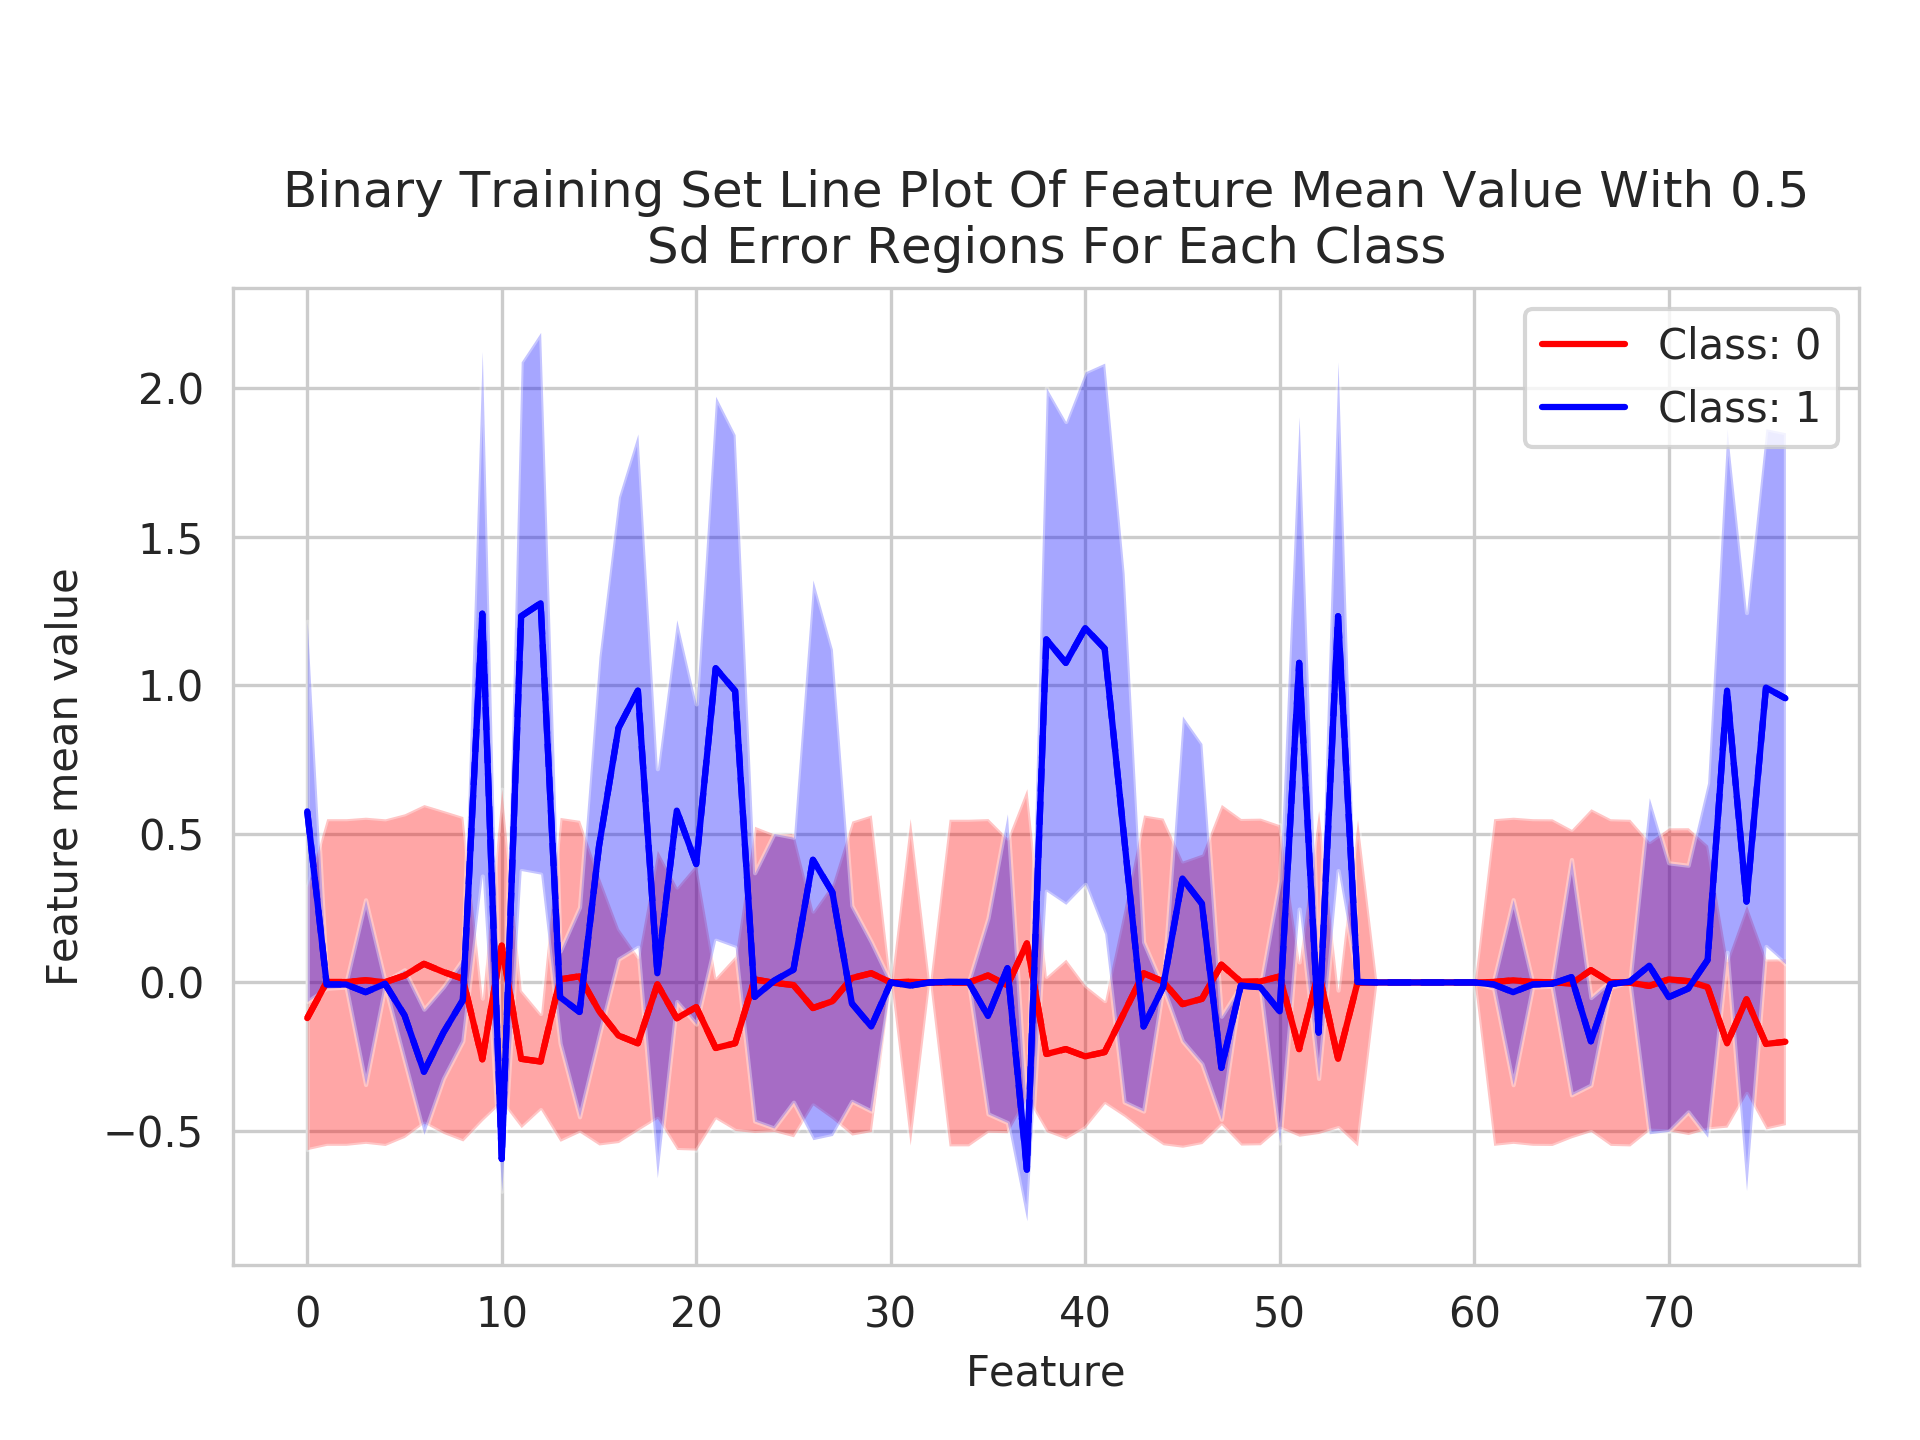 Binary Training Set Line Plot Of Feature Mean Value With 0.5
Sd Error Regions For Each Class
Class: 0
Class: 1
2.0
1.5
1.0
0.5
0.0
−0.5
Feature mean value
0 10 20 30 40 50 60 70
Feature